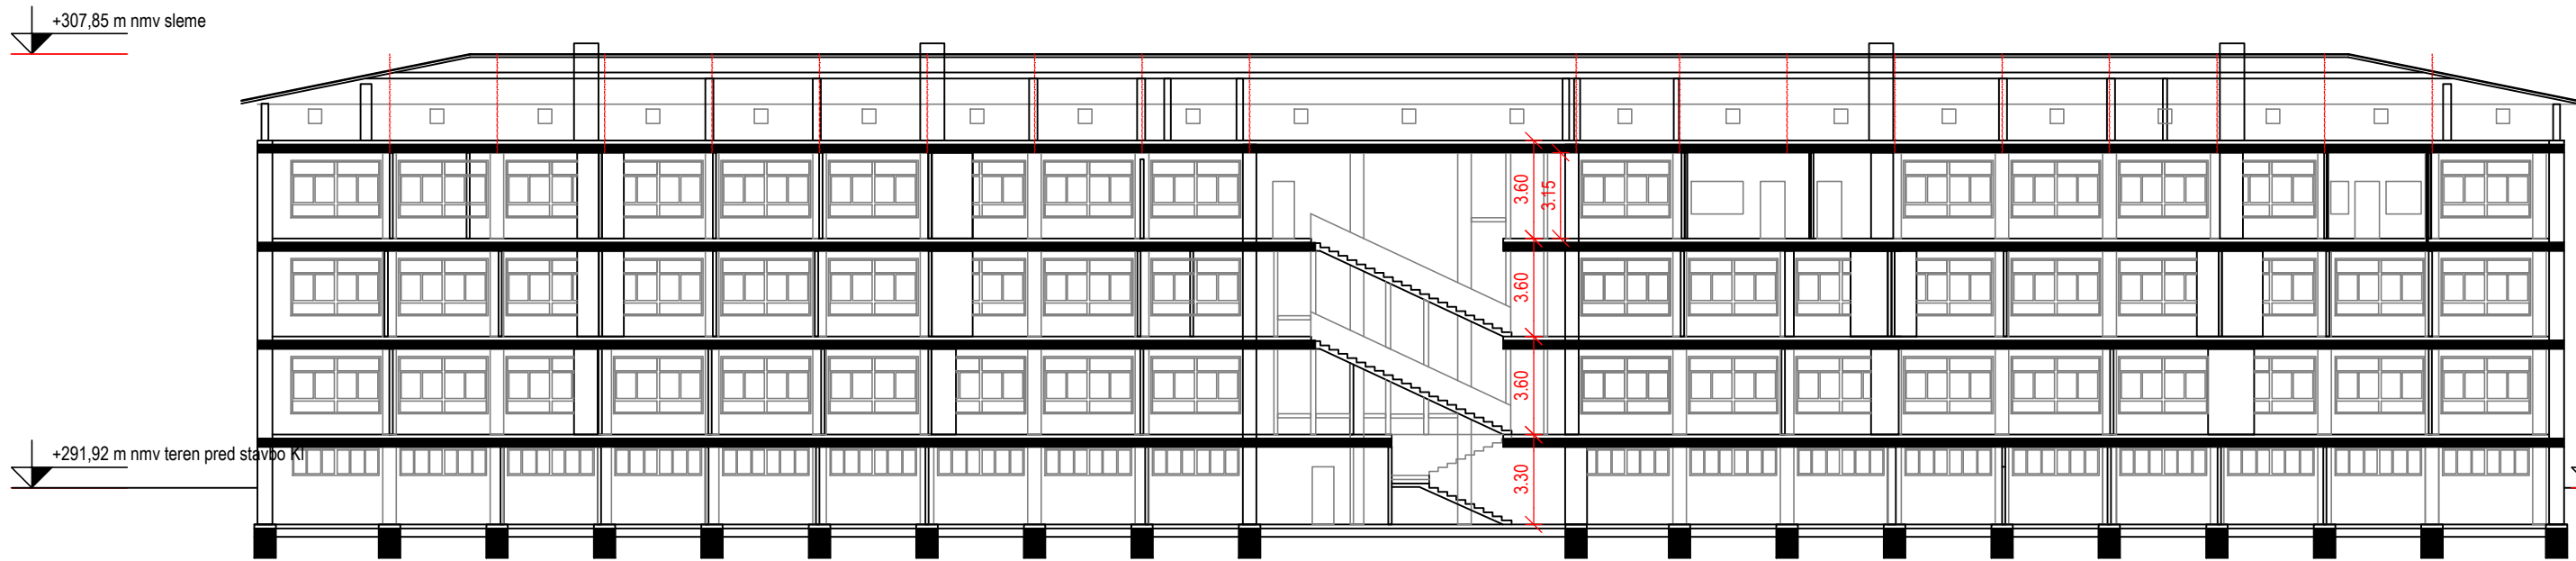 +307,85 m nmv sleme
3.60
3.15
3.60
3.60
+291,92 m nmv teren pred stavbo KI
3.30